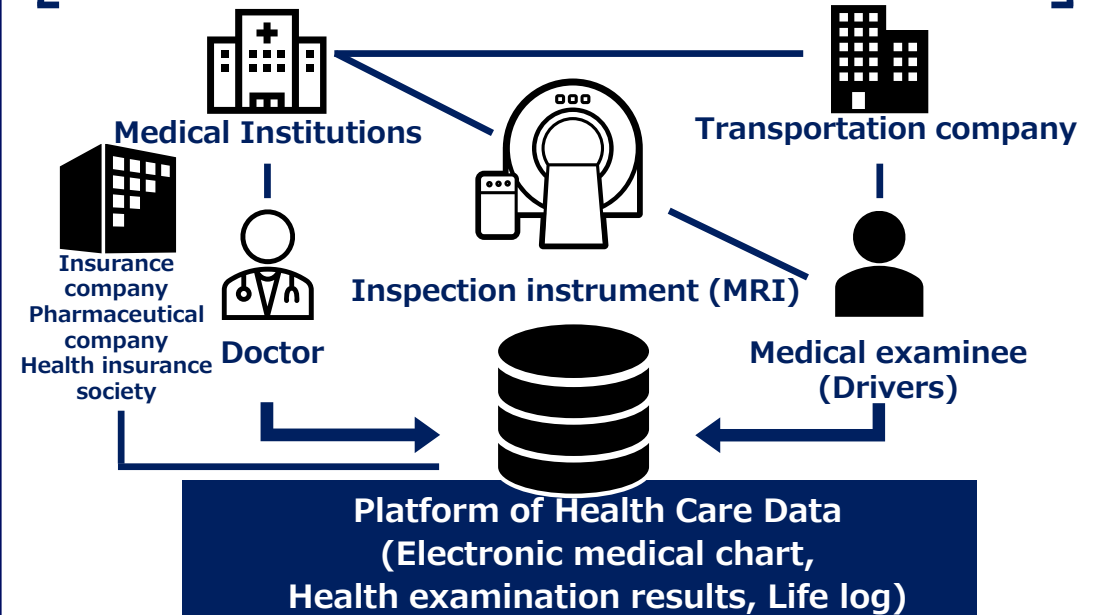 Medical Institutions
Transportation company
Insurance
company
Pharmaceutical
company
Health insurance
society
Doctor
Inspection instrument (MRI)
Medical examinee
(Drivers)
Platform of Health Care Data
(Electronic medical chart,
Health examination results, Life log)